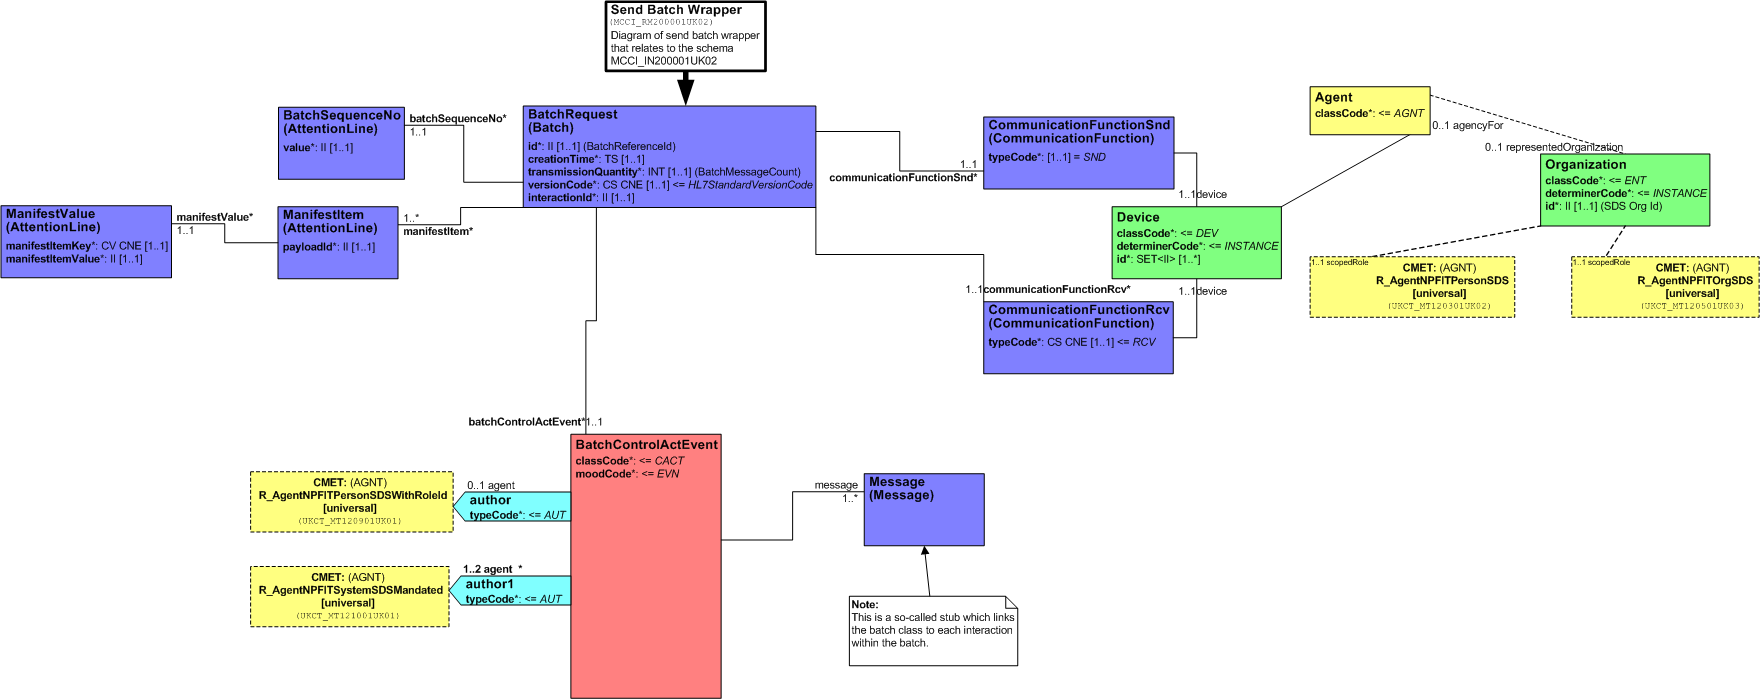 Send Batch Wrapper
(MCCI_RM200001UK02)
Diagram of send batch wrapper
that relates to the schema
MCCI_IN200001UK02
BatchSequenceNo
(AttentionLine)
value*: II [1..1]
batchSequenceNo*
1..1
BatchRequest
(Batch)
id*: II [1..1] (BatchReferenceId)
creationTime*: TS [1..1]
transmissionQuantity*: INT [1..1] (BatchMessageCount)
versionCode*: CS CNE [1..1] <= HL7StandardVersionCode
interactionId*: II [1..1]
1..1
communicationFunctionSnd*
CommunicationFunctionSnd
(CommunicationFunction)
typeCode*: [1..1] = SND
1..1device
Agent
classCode*: <= AGNT
0..1 agencyFor
0..1 representedOrganization
Organization
classCode*: <= ENT
determinerCode*: <= INSTANCE
id*: II [1..1] (SDS Org Id)
ManifestValue
(AttentionLine)
manifestItemKey*: CV CNE [1..1]
manifestItemValue*: II [1..1]
manifestValue*
1..1
ManifestItem
(AttentionLine)
payloadId*: II [1..1]
1..*
manifestItem*
Device
classCode*: <= DEV
determinerCode*: <= INSTANCE
id*: SET<II> [1..*]
1..1 scopedRole
CMET: (AGNT)
R_AgentNPFITPersonSDS
[universal]
(UKCT_MT120301UK02)
1..1 scopedRole
CMET: (AGNT)
R_AgentNPFITOrgSDS
[universal]
(UKCT_MT120501UK03)
1..1communicationFunctionRcv*
1..1device
CommunicationFunctionRcv
(CommunicationFunction)
typeCode*: CS CNE [1..1] <= RCV
batchControlActEvent*1..1
BatchControlActEvent
classCode*: <= CACT
moodCode*: <= EVN
CMET: (AGNT)
R_AgentNPFITPersonSDSWithRoleId
[universal]
(UKCT_MT120901UK01)
0..1 agent
author
typeCode*: <= AUT
message
1..*
Message
(Message)
CMET: (AGNT)
R_AgentNPFITSystemSDSMandated
[universal]
(UKCT_MT121001UK01)
1..2 agent *
author1
typeCode*: <= AUT
Note:
This is a so-called stub which links
the batch class to each interaction
within the batch.